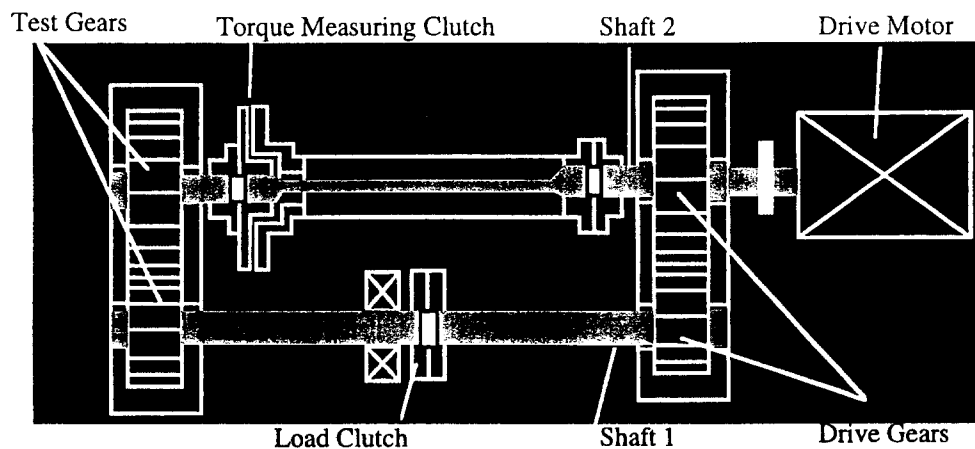 Test Gears
Torque Measuring Clutch
Shaft 2
Drive Motor
Load Clutch
Shaft 1
Drive Gears